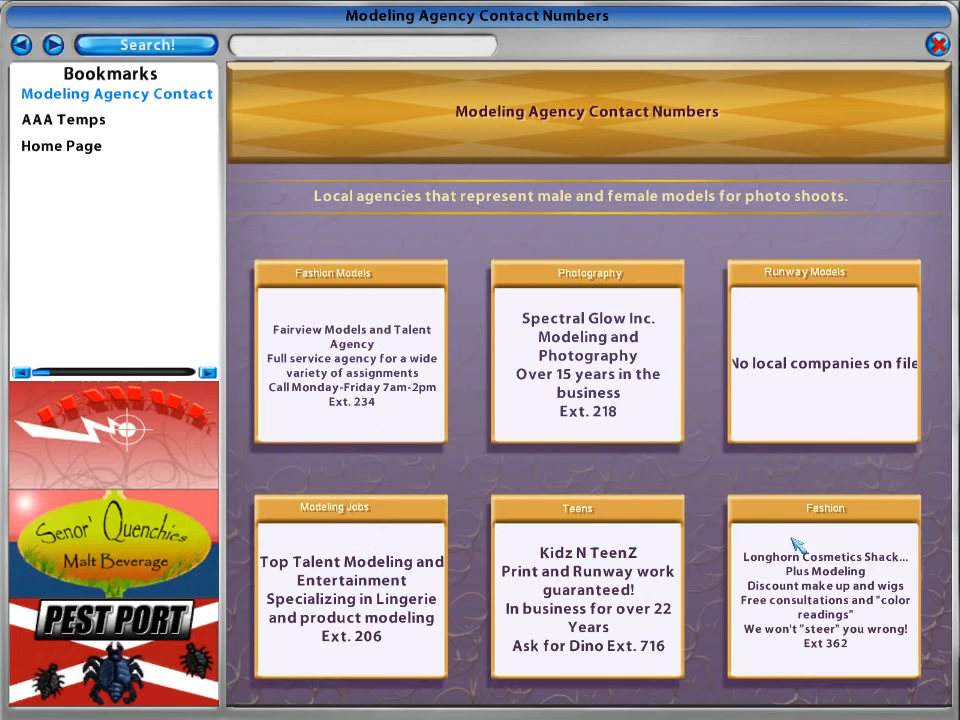 Modeling Agency Contact Numbers
Search!
Bookmarks
Modeling Agency Contact
AAA Temps
Home Page
Senor' Quenchies
Malt Beverage
PEST PORT
Modeling Agency Contact Numbers
Local agencies that represent male and female models for photo shoots.
Fashion Models
Fairview Models and Talent
Agency
Full service agency for a wide
variety of assignments
Call Monday-Friday 7am-2pm
Ext. 234
Photography
Spectral Glow Inc.
Modeling and
Photography
Over 15 years in the
business
Ext. 218
Runway Models
No local companies on file
Modeling Jobs
Top Talent Modeling and
Entertainment
Specializing in Lingerie
and product modeling
Ext. 206
Teens
Kidz N TeenZ
Print and Runway work
guaranteed!
In business for over 22
Years
Ask for Dino Ext. 716
Fashion
Longhorn Cosmetics Shack...
Plus Modeling
Discount make up and wigs
Free consultations and "color
readings"
We won't "steer" you wrong!
Ext 362